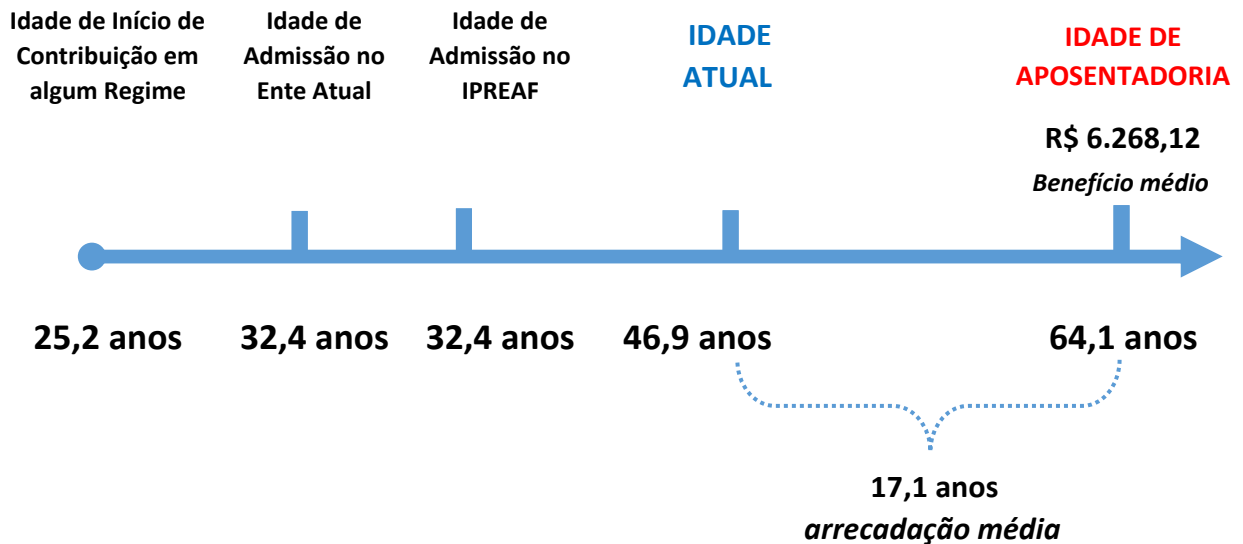 Idade de Início de
Contribuição em
algum Regime
Idade de
Admissão no
Ente Atual
Idade de
Admissão no
IPREAF
IDADE
ATUAL
IDADE DE
APOSENTADORIA
R$ 6.268,12
Benefício médio
25,2 anos
32,4 anos
32,4 anos
46,9 anos
64,1 anos
17,1 anos
arrecadação média